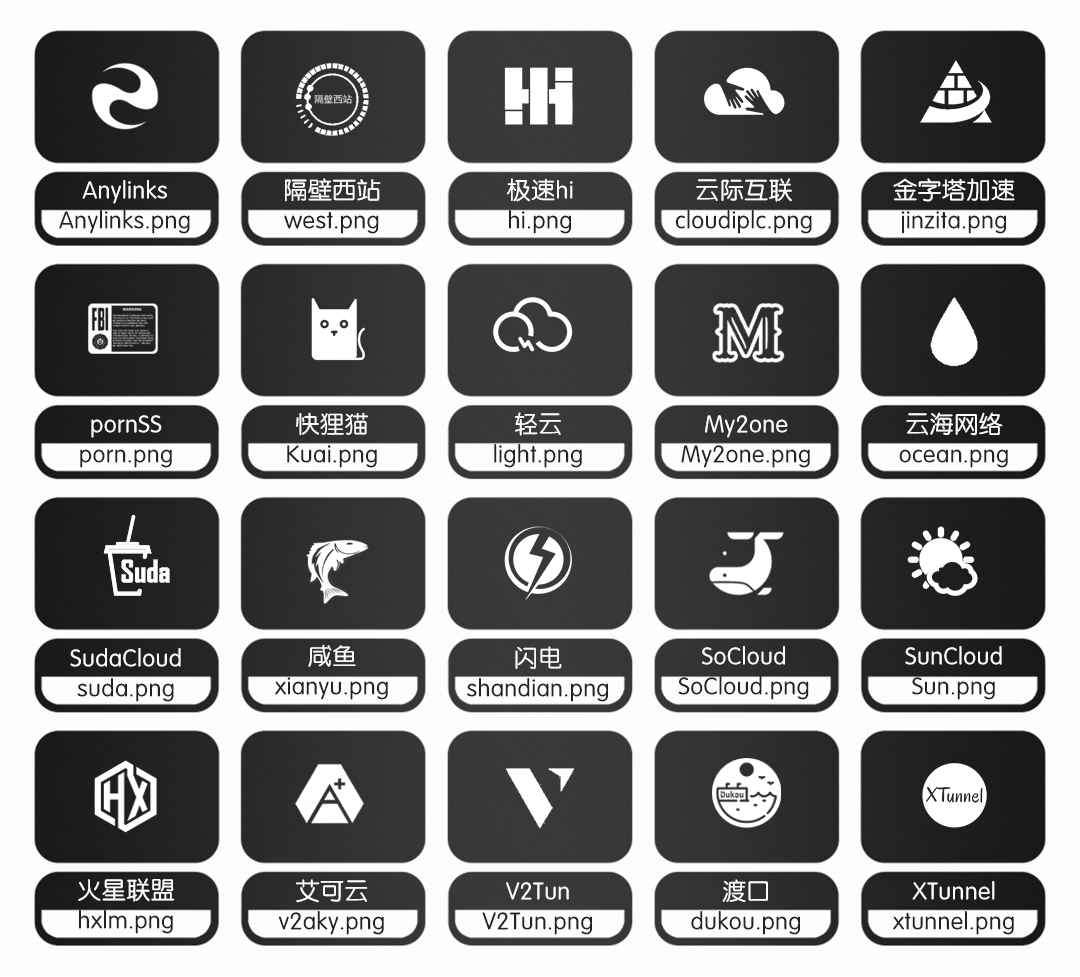 隔壁西站
Hi
Anylinks
隔壁西站
极速hi
云际互联
金字塔加速
Anylinks.png
west.png
hi.png
cloudiplc.png
jinzita.png
FBI
WARNING
M
pornSS
快狸猫
轻云
My2one
云海网络
porn.png
Kuai.png
light.png
My2one.png
ocean.png
Suda
SudaCloud
咸鱼
闪电
SoCloud
SunCloud
suda.png
xianyu.png
shandian.png
SoCloud.png
Sun.png
HX
A+
V
Dukou
XTunnel
火星联盟
艾可云
V2Tun
渡口
XTunnel
hxlm.png
v2aky.png
V2Tun.png
dukou.png
xtunnel.png